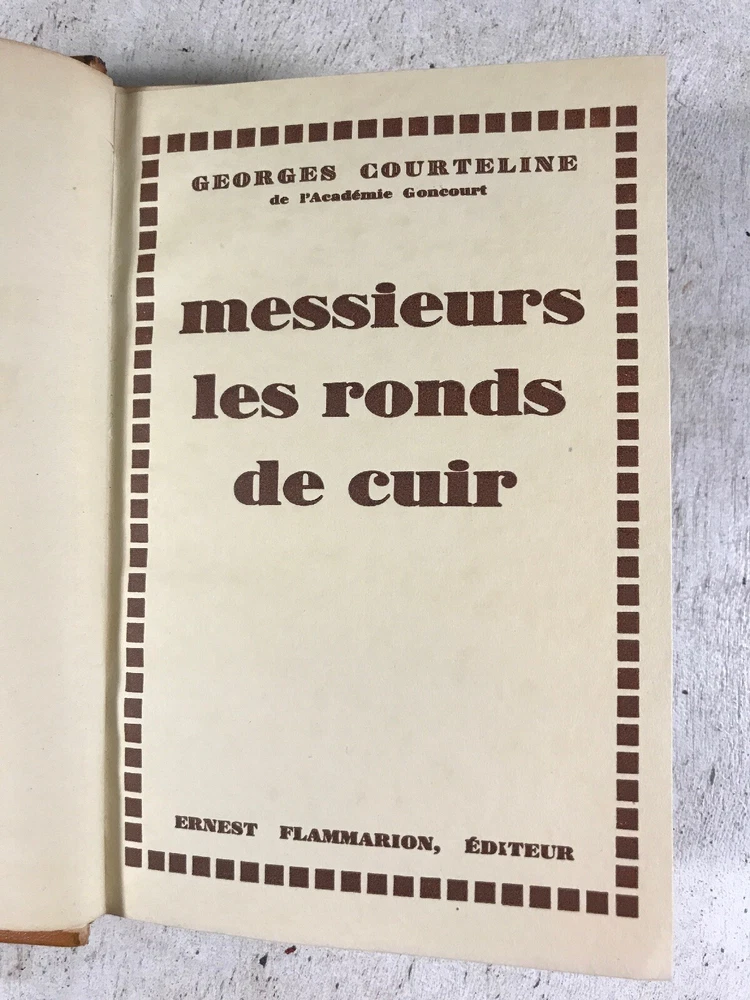 GEORGES COURTELINE
de l'Académie Goncourt
messieurs
les ronds
de cuir
ERNEST FLAMMARION, ÉDITEUR